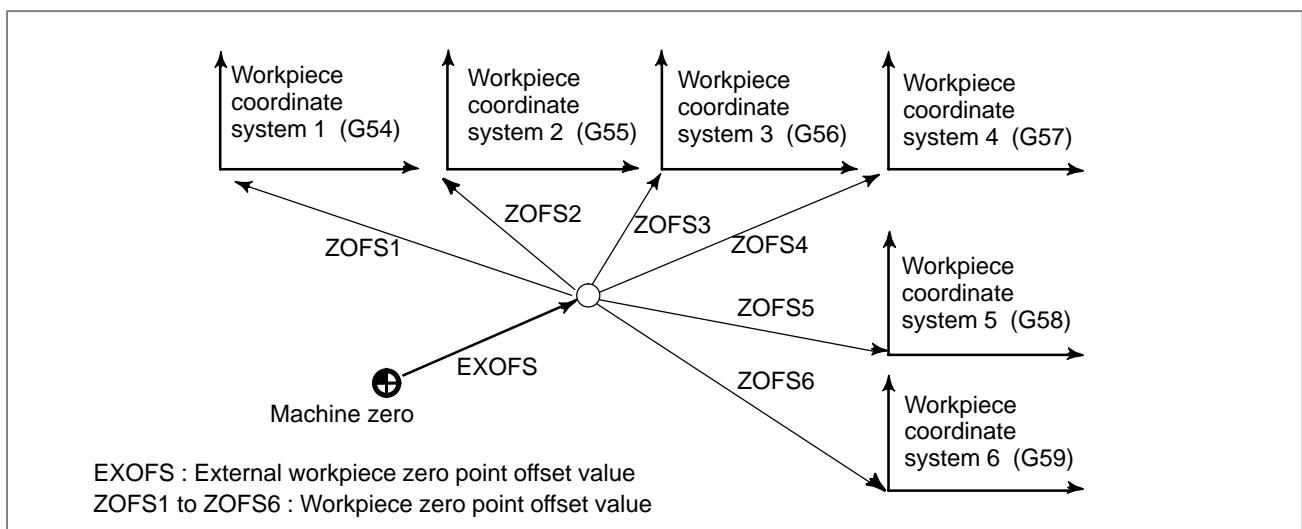 Workpiece
coordinate
system 1 (G54)
Workpiece
coordinate
system 2 (G55)
Workpiece
coordinate
system 3 (G56)
Workpiece
coordinate
system 4 (G57)
ZOFS1
ZOFS2
ZOFS3
ZOFS4
Workpiece
coordinate
system 5 (G58)
ZOFS5
EXOFS
ZOFS6
Workpiece
coordinate
system 6 (G59)
Machine zero
EXOFS : External workpiece zero point offset value
ZOFS1 to ZOFS6 : Workpiece zero point offset value